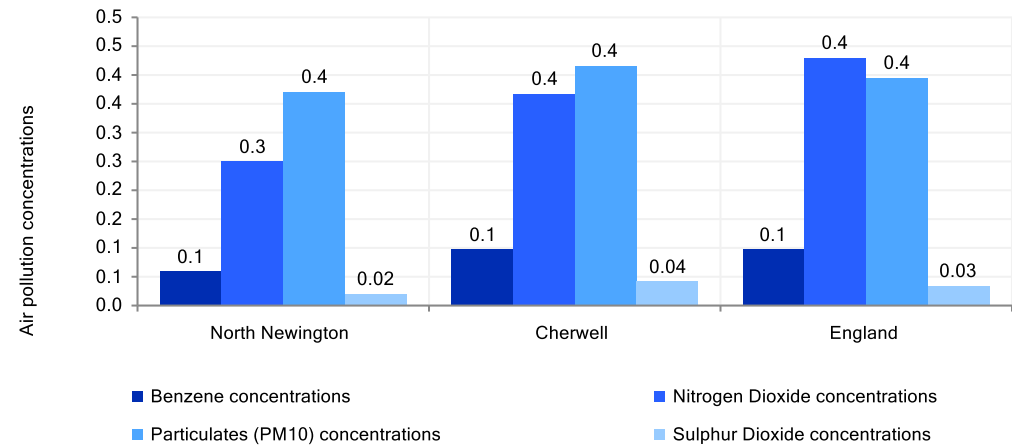 0.5
0.5
0.4
0.4
0.3
0.3
0.2
0.2
0.1
0.1
0.0
Air pollution concentrations
0.1
0.3
0.4
0.02
0.1
0.4
0.4
0.04
0.1
0.4
0.4
0.03
North Newington
Cherwell
England
Benzene concentrations
Nitrogen Dioxide concentrations
Particulates (PM10) concentrations
Sulphur Dioxide concentrations